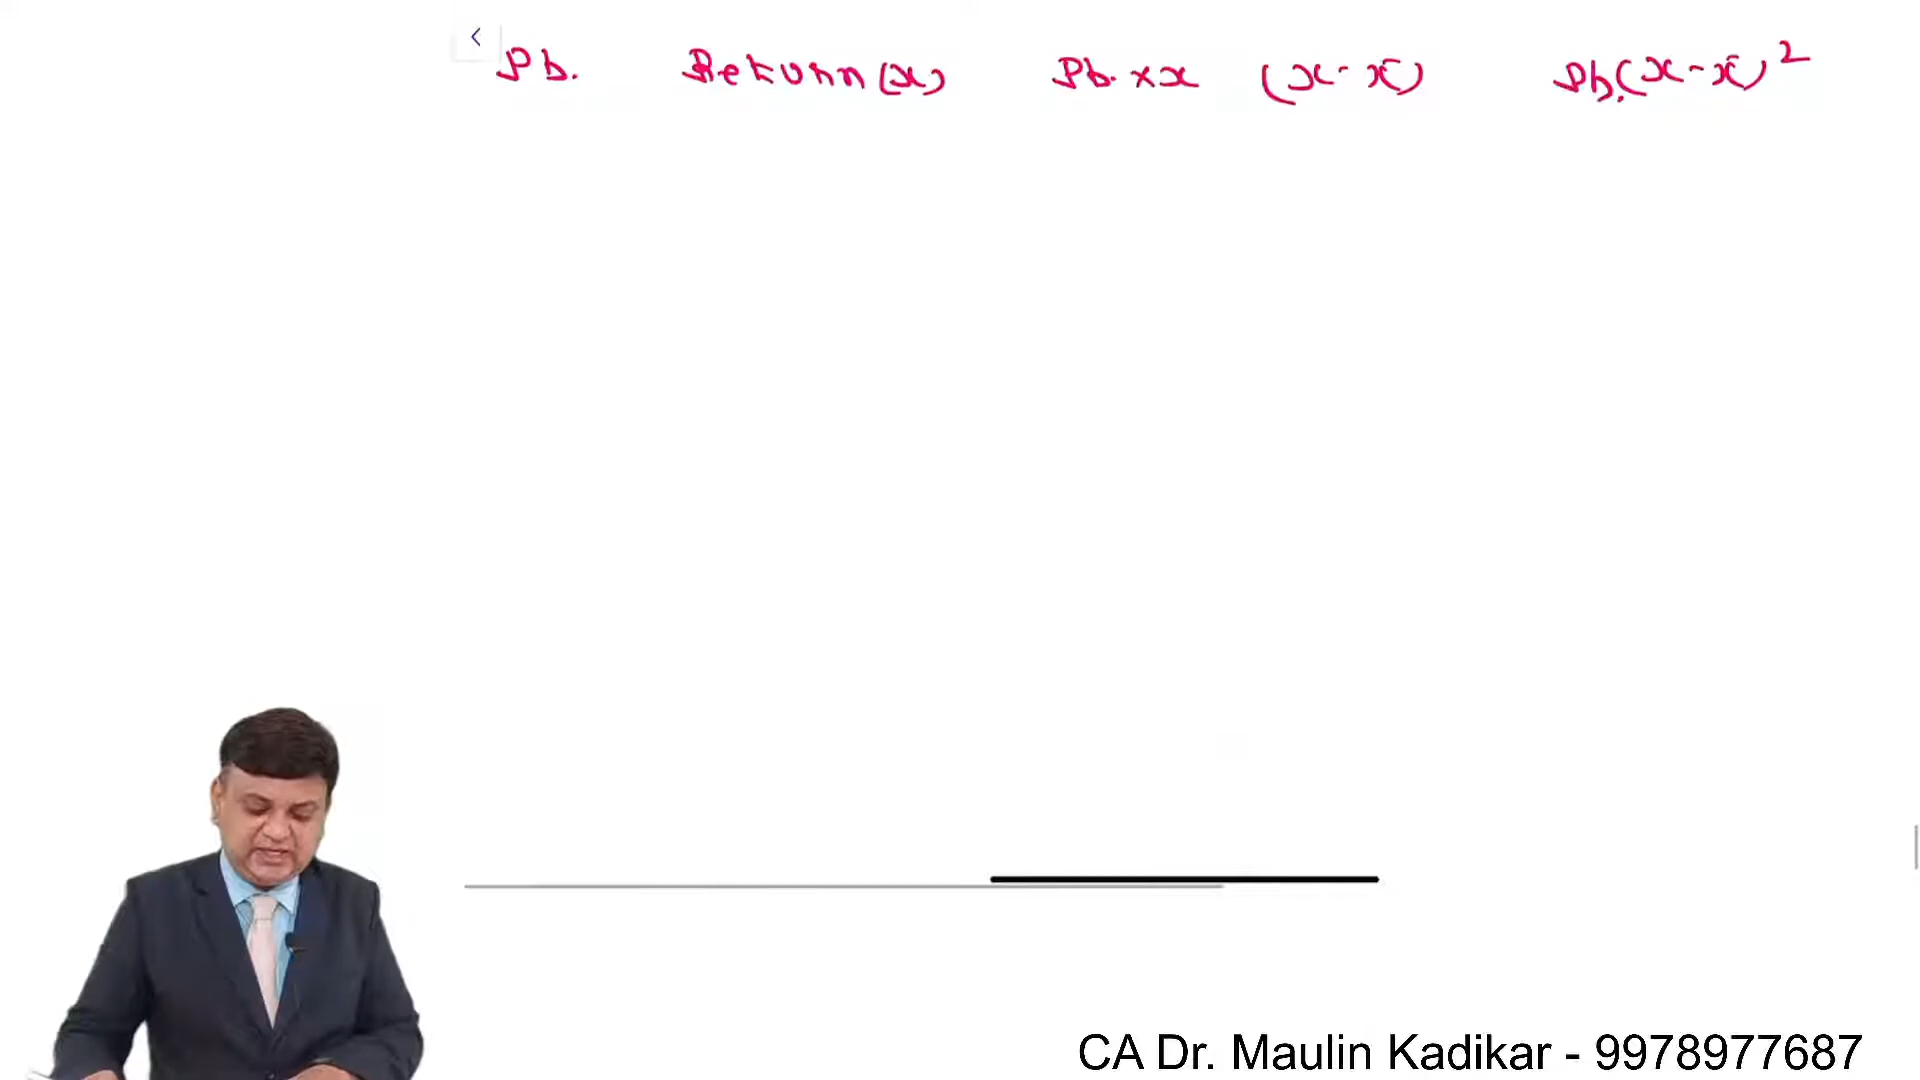 Pb. Return (x) Pb. × x (x - x̄) Pb.(x - x̄)²
CA Dr. Maulin Kadikar - 9978977687